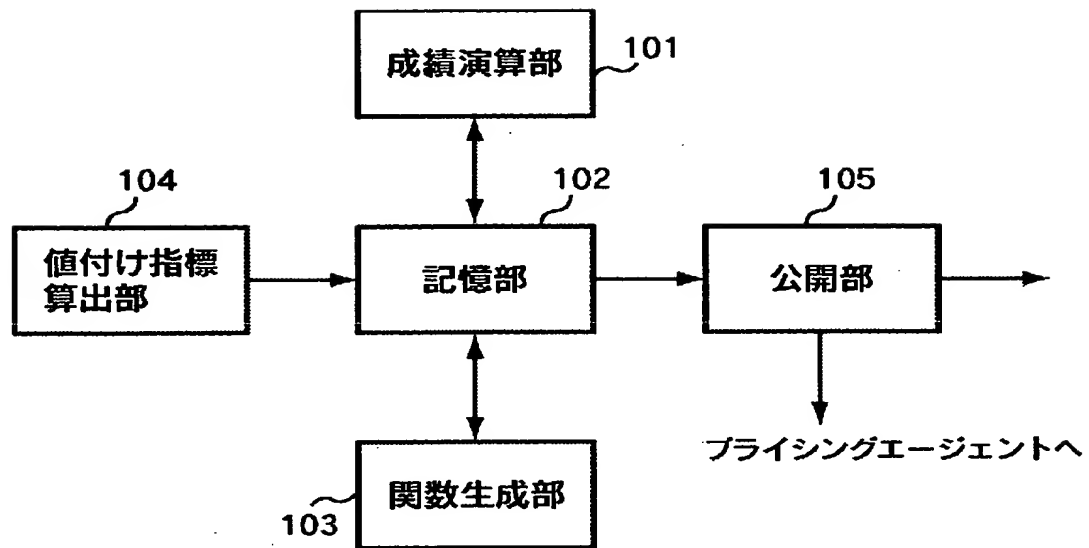 成績演算部
101
104
102
105
値付け指標
算出部
記憶部
公開部
プライシングエージェントへ
関数生成部
103